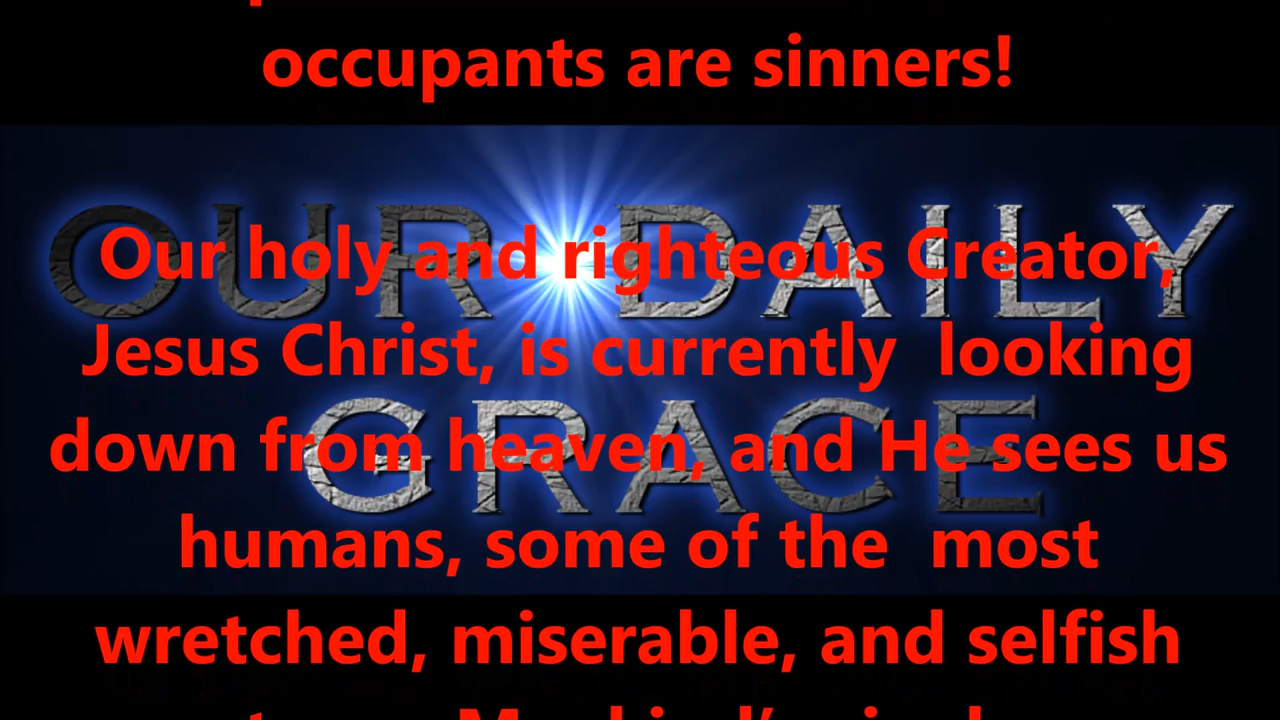 occupants are sinners!
OUR DAILY
Our holy and righteous Creator,
Jesus Christ, is currently  looking
GRACE
down from heaven, and He sees us
humans, some of the  most
wretched, miserable, and selfish